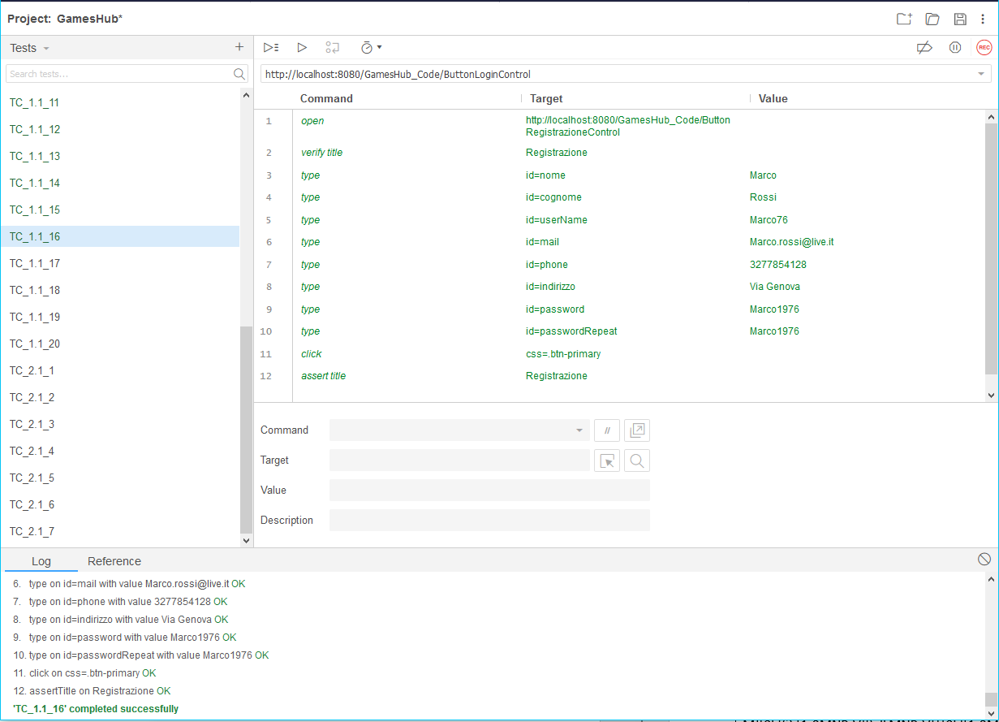 Project: GamesHub*
Tests
+
Search tests...
TC_1.1_11
TC_1.1_12
TC_1.1_13
TC_1.1_14
TC_1.1_15
TC_1.1_16
TC_1.1_17
TC_1.1_18
TC_1.1_19
TC_1.1_20
TC_2.1_1
TC_2.1_2
TC_2.1_3
TC_2.1_4
TC_2.1_5
TC_2.1_6
TC_2.1_7
REC
http://localhost:8080/GamesHub_Code/ButtonLoginControl
Command Target Value
1 open http://localhost:8080/GamesHub_Code/Button
RegistrazioneControl
2 verify title Registrazione
3 type id=nome Marco
4 type id=cognome Rossi
5 type id=userName Marco76
6 type id=mail Marco.rossi@live.it
7 type id=phone 3277854128
8 type id=indirizzo Via Genova
9 type id=password Marco1976
10 type id=passwordRepeat Marco1976
11 click css=.btn-primary
12 assert title Registrazione
Command //
Target
Value
Description
Log Reference
6. type on id=mail with value Marco.rossi@live.it OK
7. type on id=phone with value 3277854128 OK
8. type on id=indirizzo with value Via Genova OK
9. type on id=password with value Marco1976 OK
10. type on id=passwordRepeat with value Marco1976 OK
11. click on css=.btn-primary OK
12. assertTitle on Registrazione OK
'TC_1.1_16' completed successfully